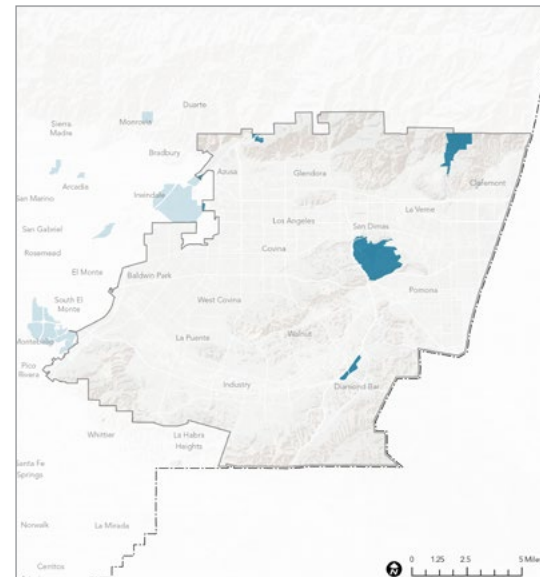 Duarte
Sierra
Madre
Monrovia
Bradbury
Azusa
Glendora
Claremont
Arcadia
Irwindale
San Marino
La Verne
Los Angeles
San Dimas
San Gabriel
Covina
Rosemead
El Monte
Baldwin Park
Pomona
South El
Monte
West Covina
Walnut
Montebello
La Puente
Pico
Rivera
Industry
Diamond Bar
Whittier
La Habra
Heights
Santa Fe
Springs
Norwalk
La Mirada
Cerritos
0 1.25 2.5 5 Miles